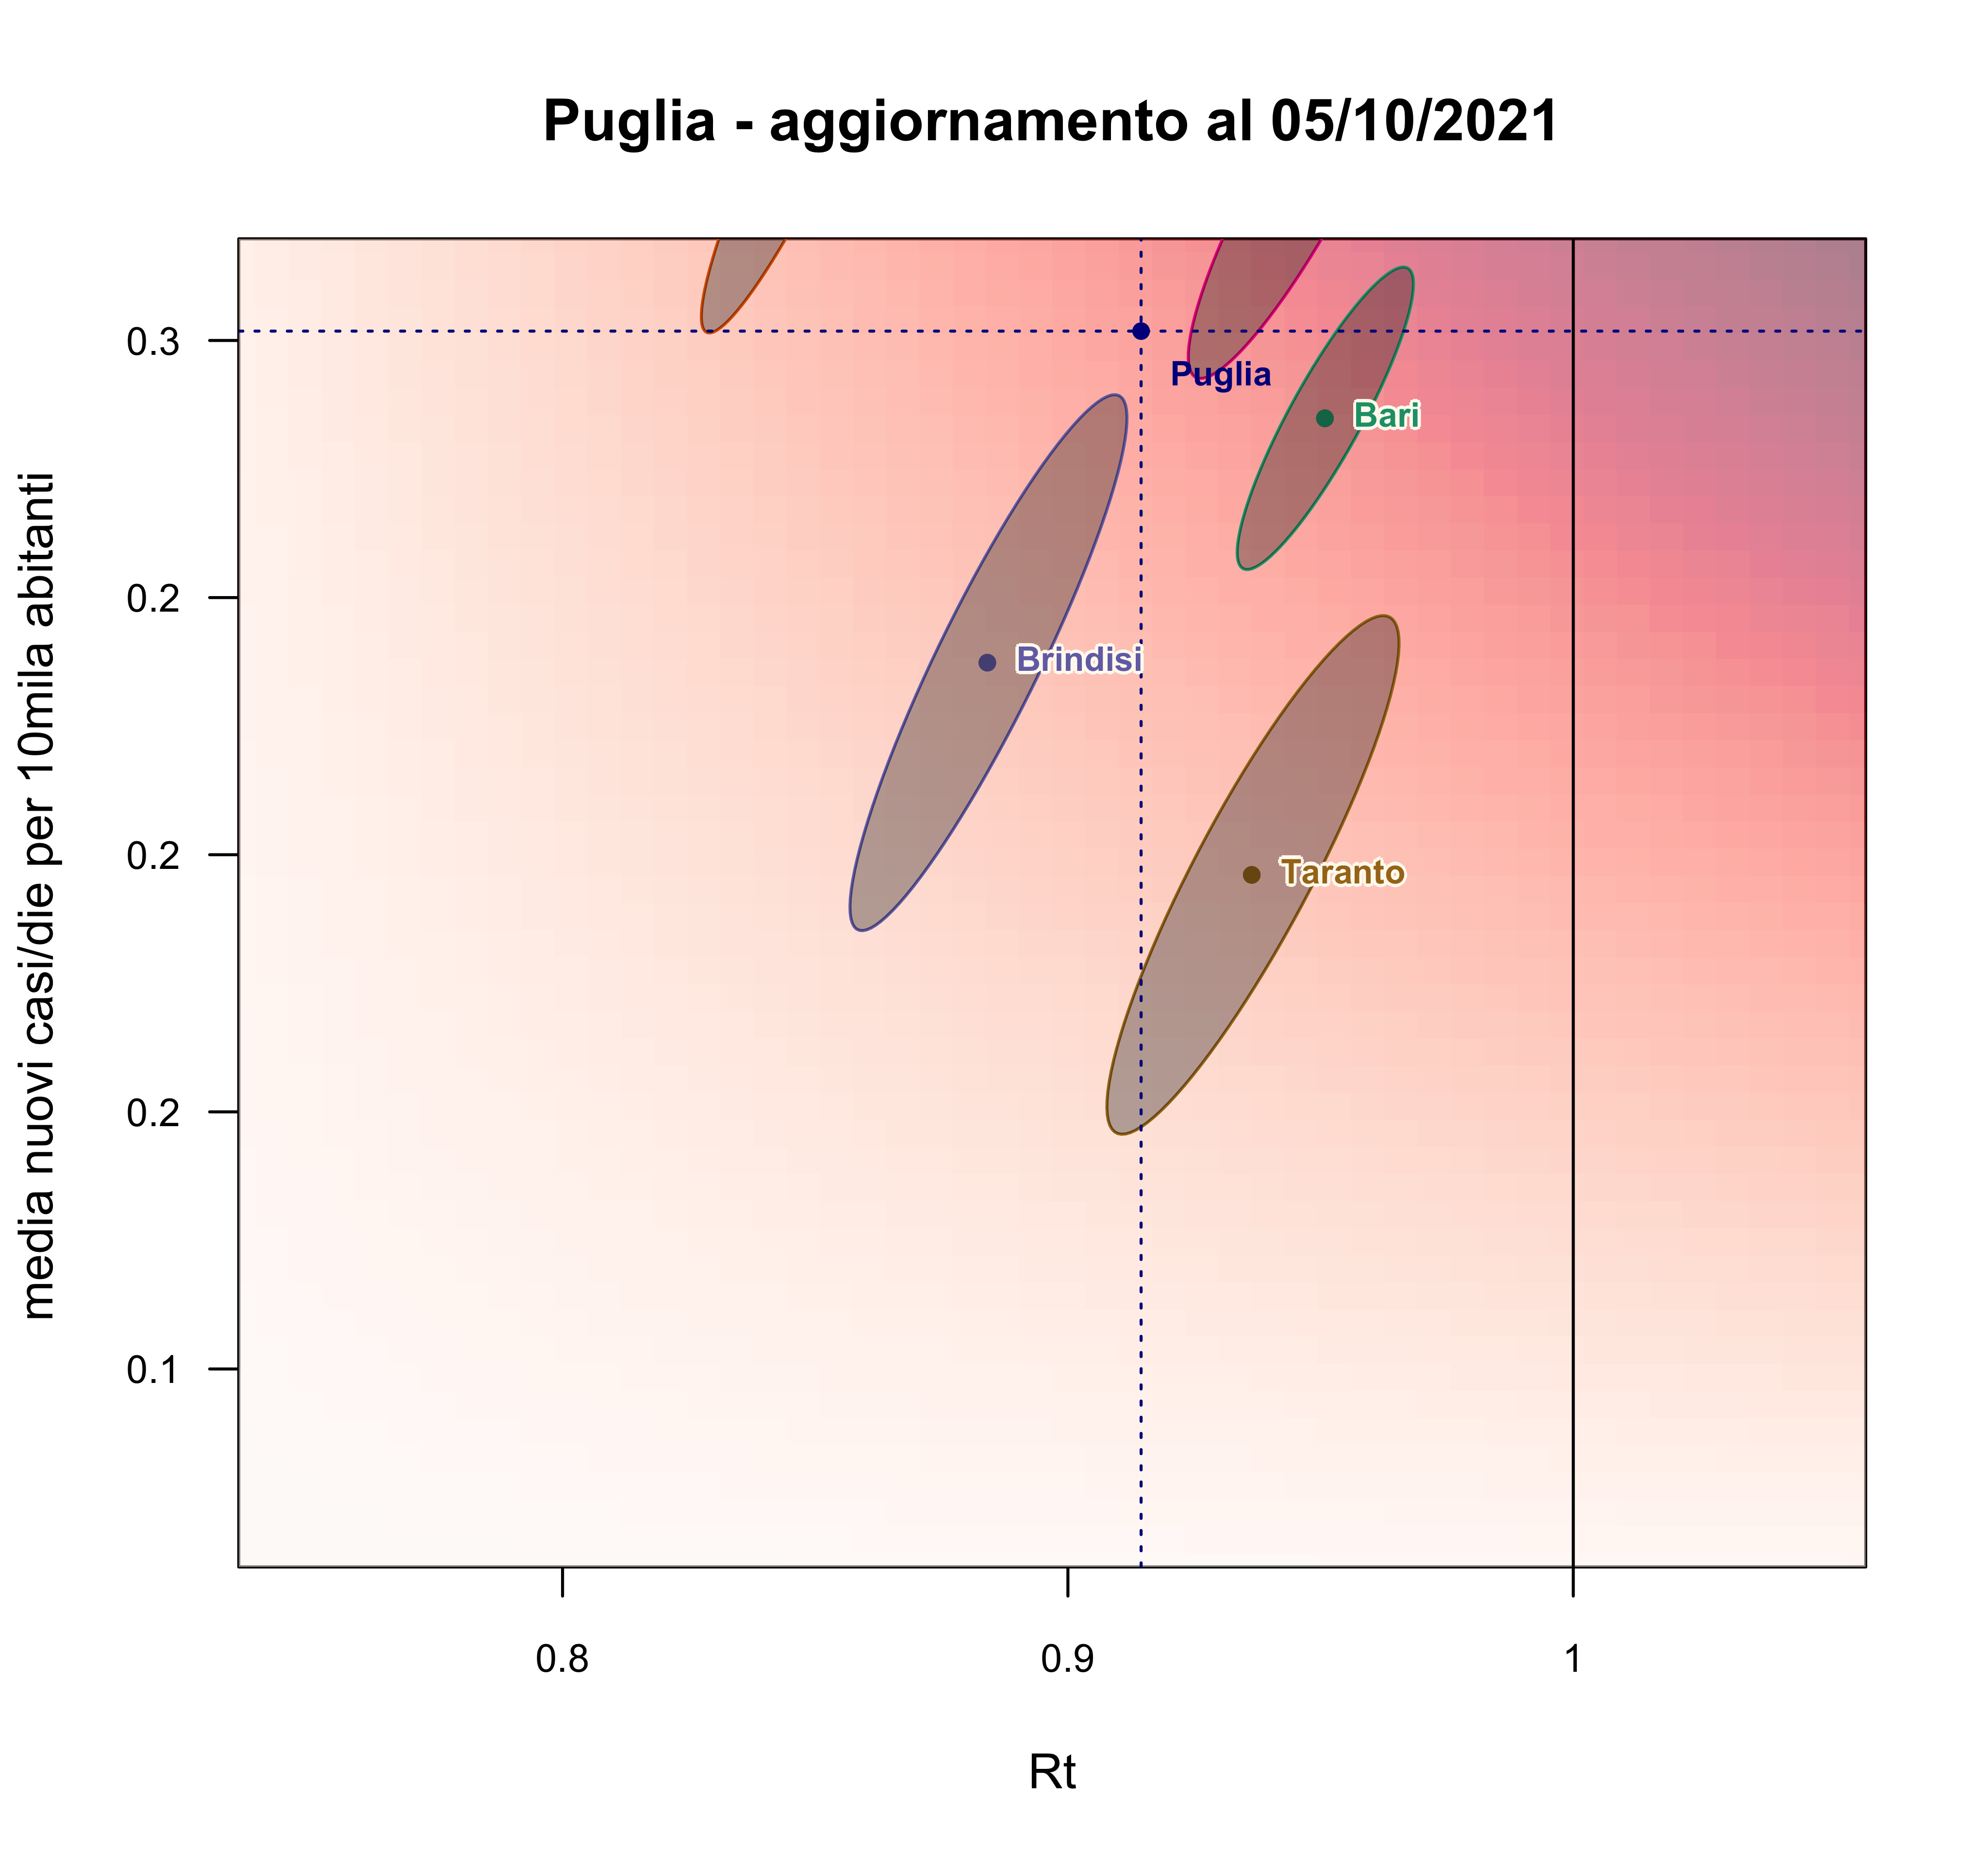 Puglia - aggiornamento al 05/10/2021
media nuovi casi/die per 10mila abitanti
0.3
0.2
0.2
0.2
0.1
Puglia
Bari
Brindisi
Taranto
0.8
0.9
1
Rt